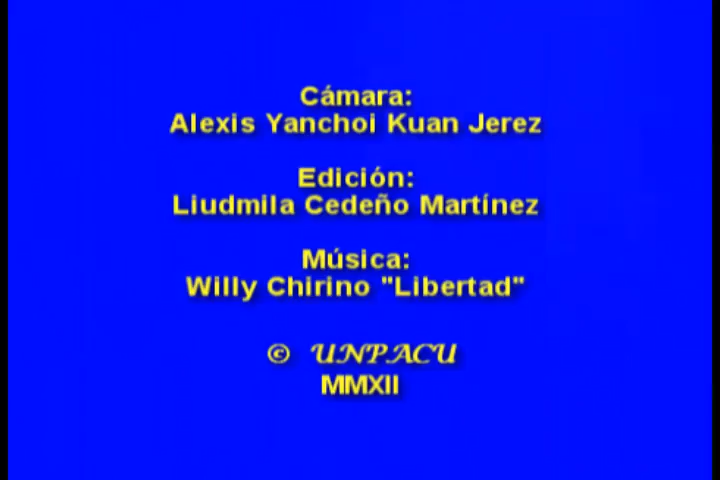 Cámara:
Alexis Yanchoi Kuan Jerez
Edición:
Liudmila Cedeño Martínez
Música:
Willy Chirino "Libertad"
© UNPACU
MMXII